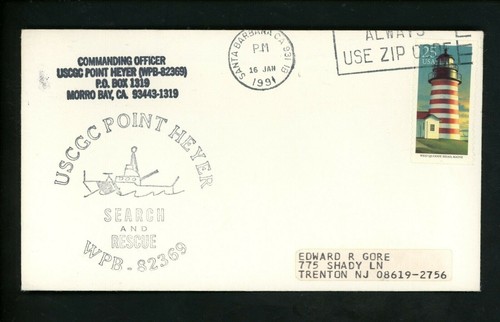 COMMANDING OFFICER
USCGC POINT HEYER (WPB-82369)
P.O. BOX 1319
MORRO BAY, CA. 93443-1319
SANTA BARBARA CA 931
PM
16 JAN
1991
ALWAYS
USE ZIP CODE
25
USA
USCGC POINT HEYER
SEARCH
AND
RESCUE
WPB-82369
EDWARD R GORE
775 SHADY LN
TRENTON NJ 08619-2756